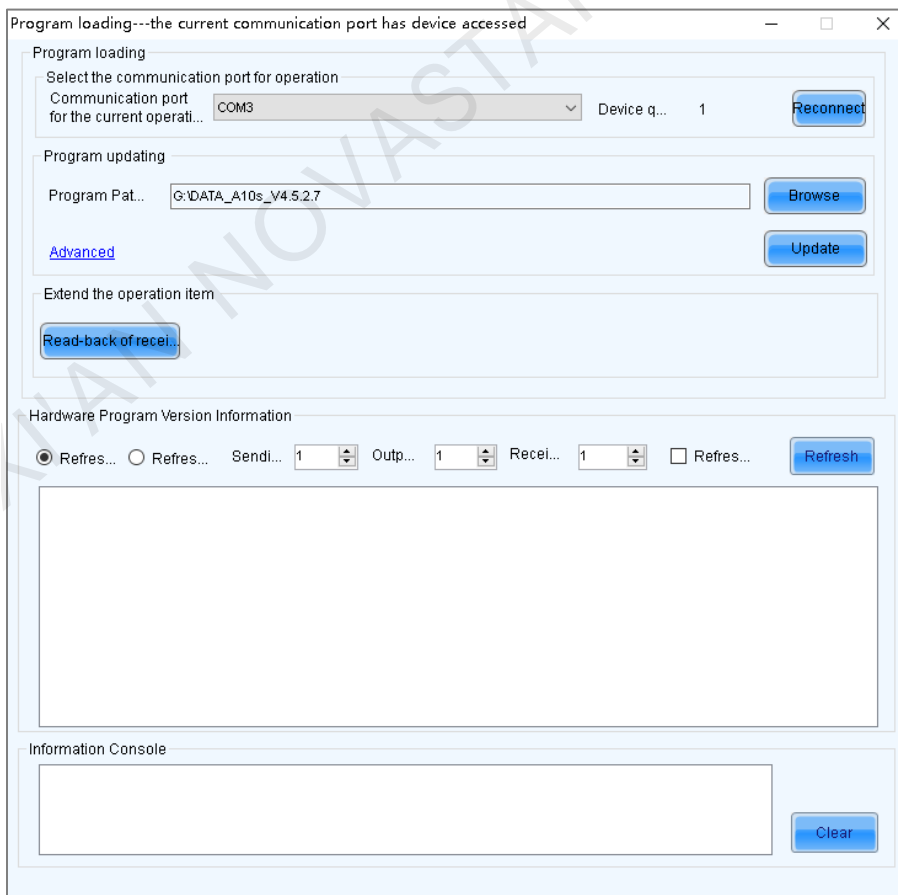 Program loading---the current communication port has device accessed
Program loading
Select the communication port for operation
Communication port
for the current operati...
COM3
Device q...
1
Reconnect
Program updating
Program Pat...
G:\DATA_A10s_V4.5.2.7
Browse
Advanced
Update
Extend the operation item
Read-back of recei...
Hardware Program Version Information
Refres...
Refres...
Sendi...
1
Outp...
1
Recei...
1
Refres...
Refresh
Information Console
Clear
XI'AN NOVASTAR